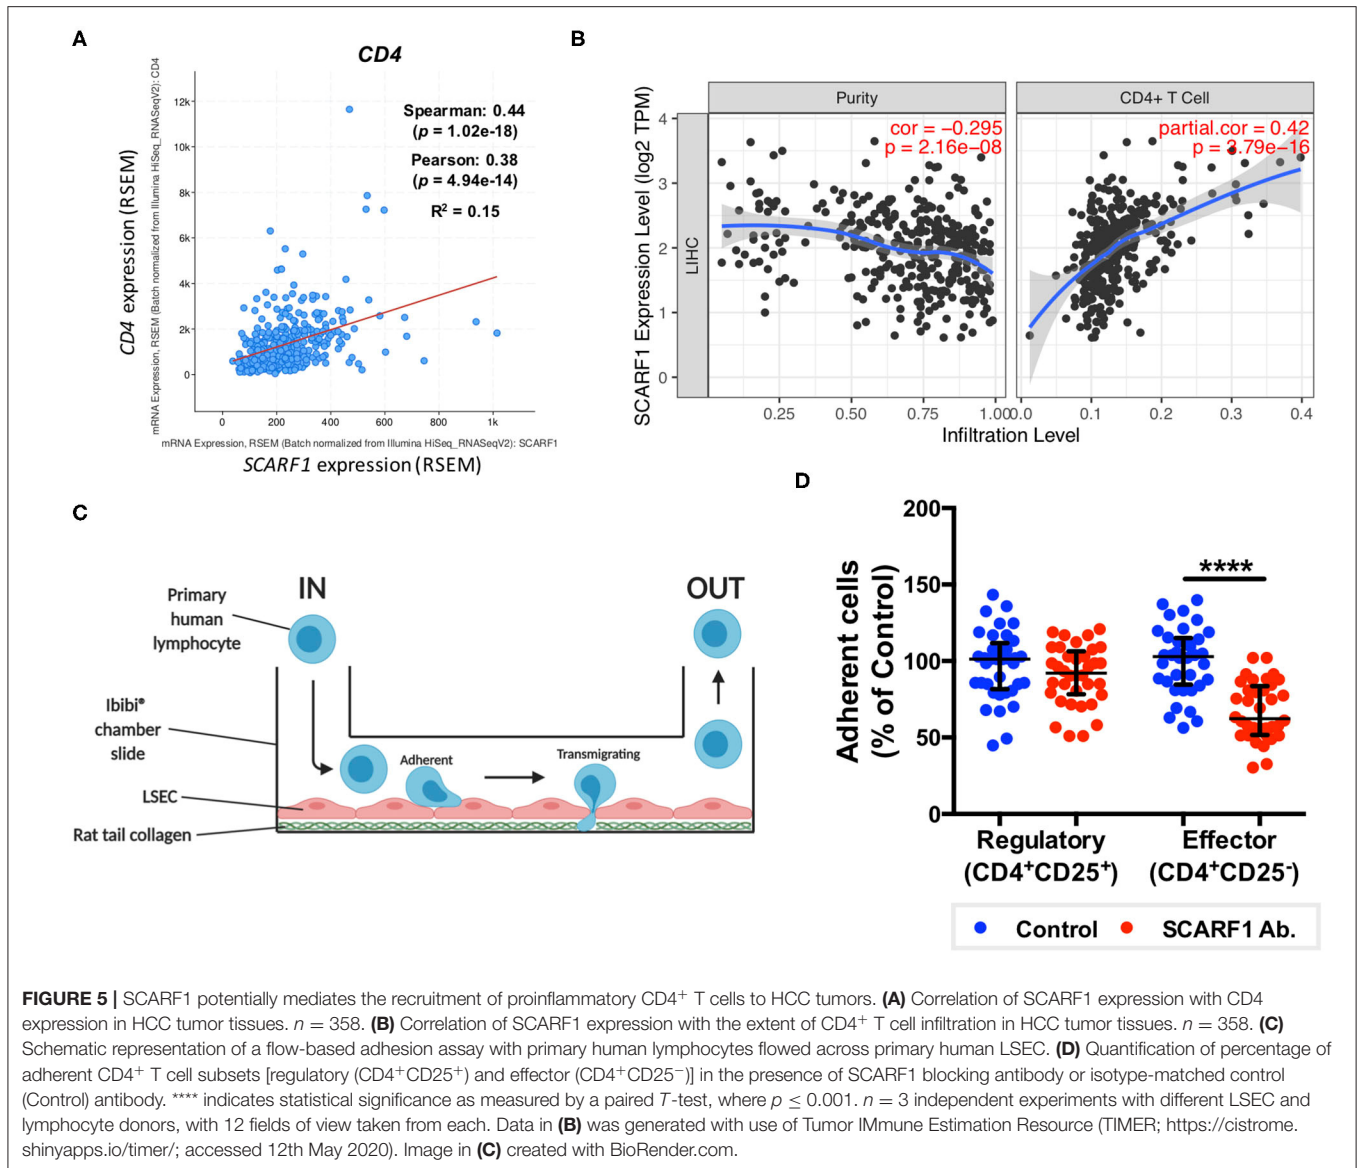 A
CD4
Spearman: 0.44
(p = 1.02e-18)
Pearson: 0.38
(p = 4.94e-14)
R² = 0.15
CD4 expression (RSEM)
mRNA Expression, RSEM (Batch normalized from Illumina HiSeq_RNASeqV2): CD4
12k
10k
8k
6k
4k
2k
0
0 200 400 600 800 1k
mRNA Expression, RSEM (Batch normalized from Illumina HiSeq_RNASeqV2): SCARF1
SCARF1 expression (RSEM)
B
Purity
CD4+ T Cell
cor = −0.295
p = 2.16e−08
partial.cor = 0.42
p = 3.79e−16
SCARF1 Expression Level (log2 TPM)
LIHC
4
3
2
1
0
0.25 0.50 0.75 1.00
0.0 0.1 0.2 0.3 0.4
Infiltration Level
C
IN
OUT
Primary
human
lymphocyte
Ibibi®
chamber
slide
Adherent
Transmigrating
LSEC
Rat tail collagen
D
Adherent cells
(% of Control)
200
150
100
50
0
****
Regulatory
(CD4⁺CD25⁺)
Effector
(CD4⁺CD25⁻)
Control SCARF1 Ab.
FIGURE 5 | SCARF1 potentially mediates the recruitment of proinflammatory CD4⁺ T cells to HCC tumors. (A) Correlation of SCARF1 expression with CD4
expression in HCC tumor tissues. n = 358. (B) Correlation of SCARF1 expression with the extent of CD4⁺ T cell infiltration in HCC tumor tissues. n = 358. (C)
Schematic representation of a flow-based adhesion assay with primary human lymphocytes flowed across primary human LSEC. (D) Quantification of percentage of
adherent CD4⁺ T cell subsets [regulatory (CD4⁺CD25⁺) and effector (CD4⁺CD25⁻)] in the presence of SCARF1 blocking antibody or isotype-matched control
(Control) antibody. **** indicates statistical significance as measured by a paired T-test, where p ≤ 0.001. n = 3 independent experiments with different LSEC and
lymphocyte donors, with 12 fields of view taken from each. Data in (B) was generated with use of Tumor IMmune Estimation Resource (TIMER; https://cistrome.
shinyapps.io/timer/; accessed 12th May 2020). Image in (C) created with BioRender.com.